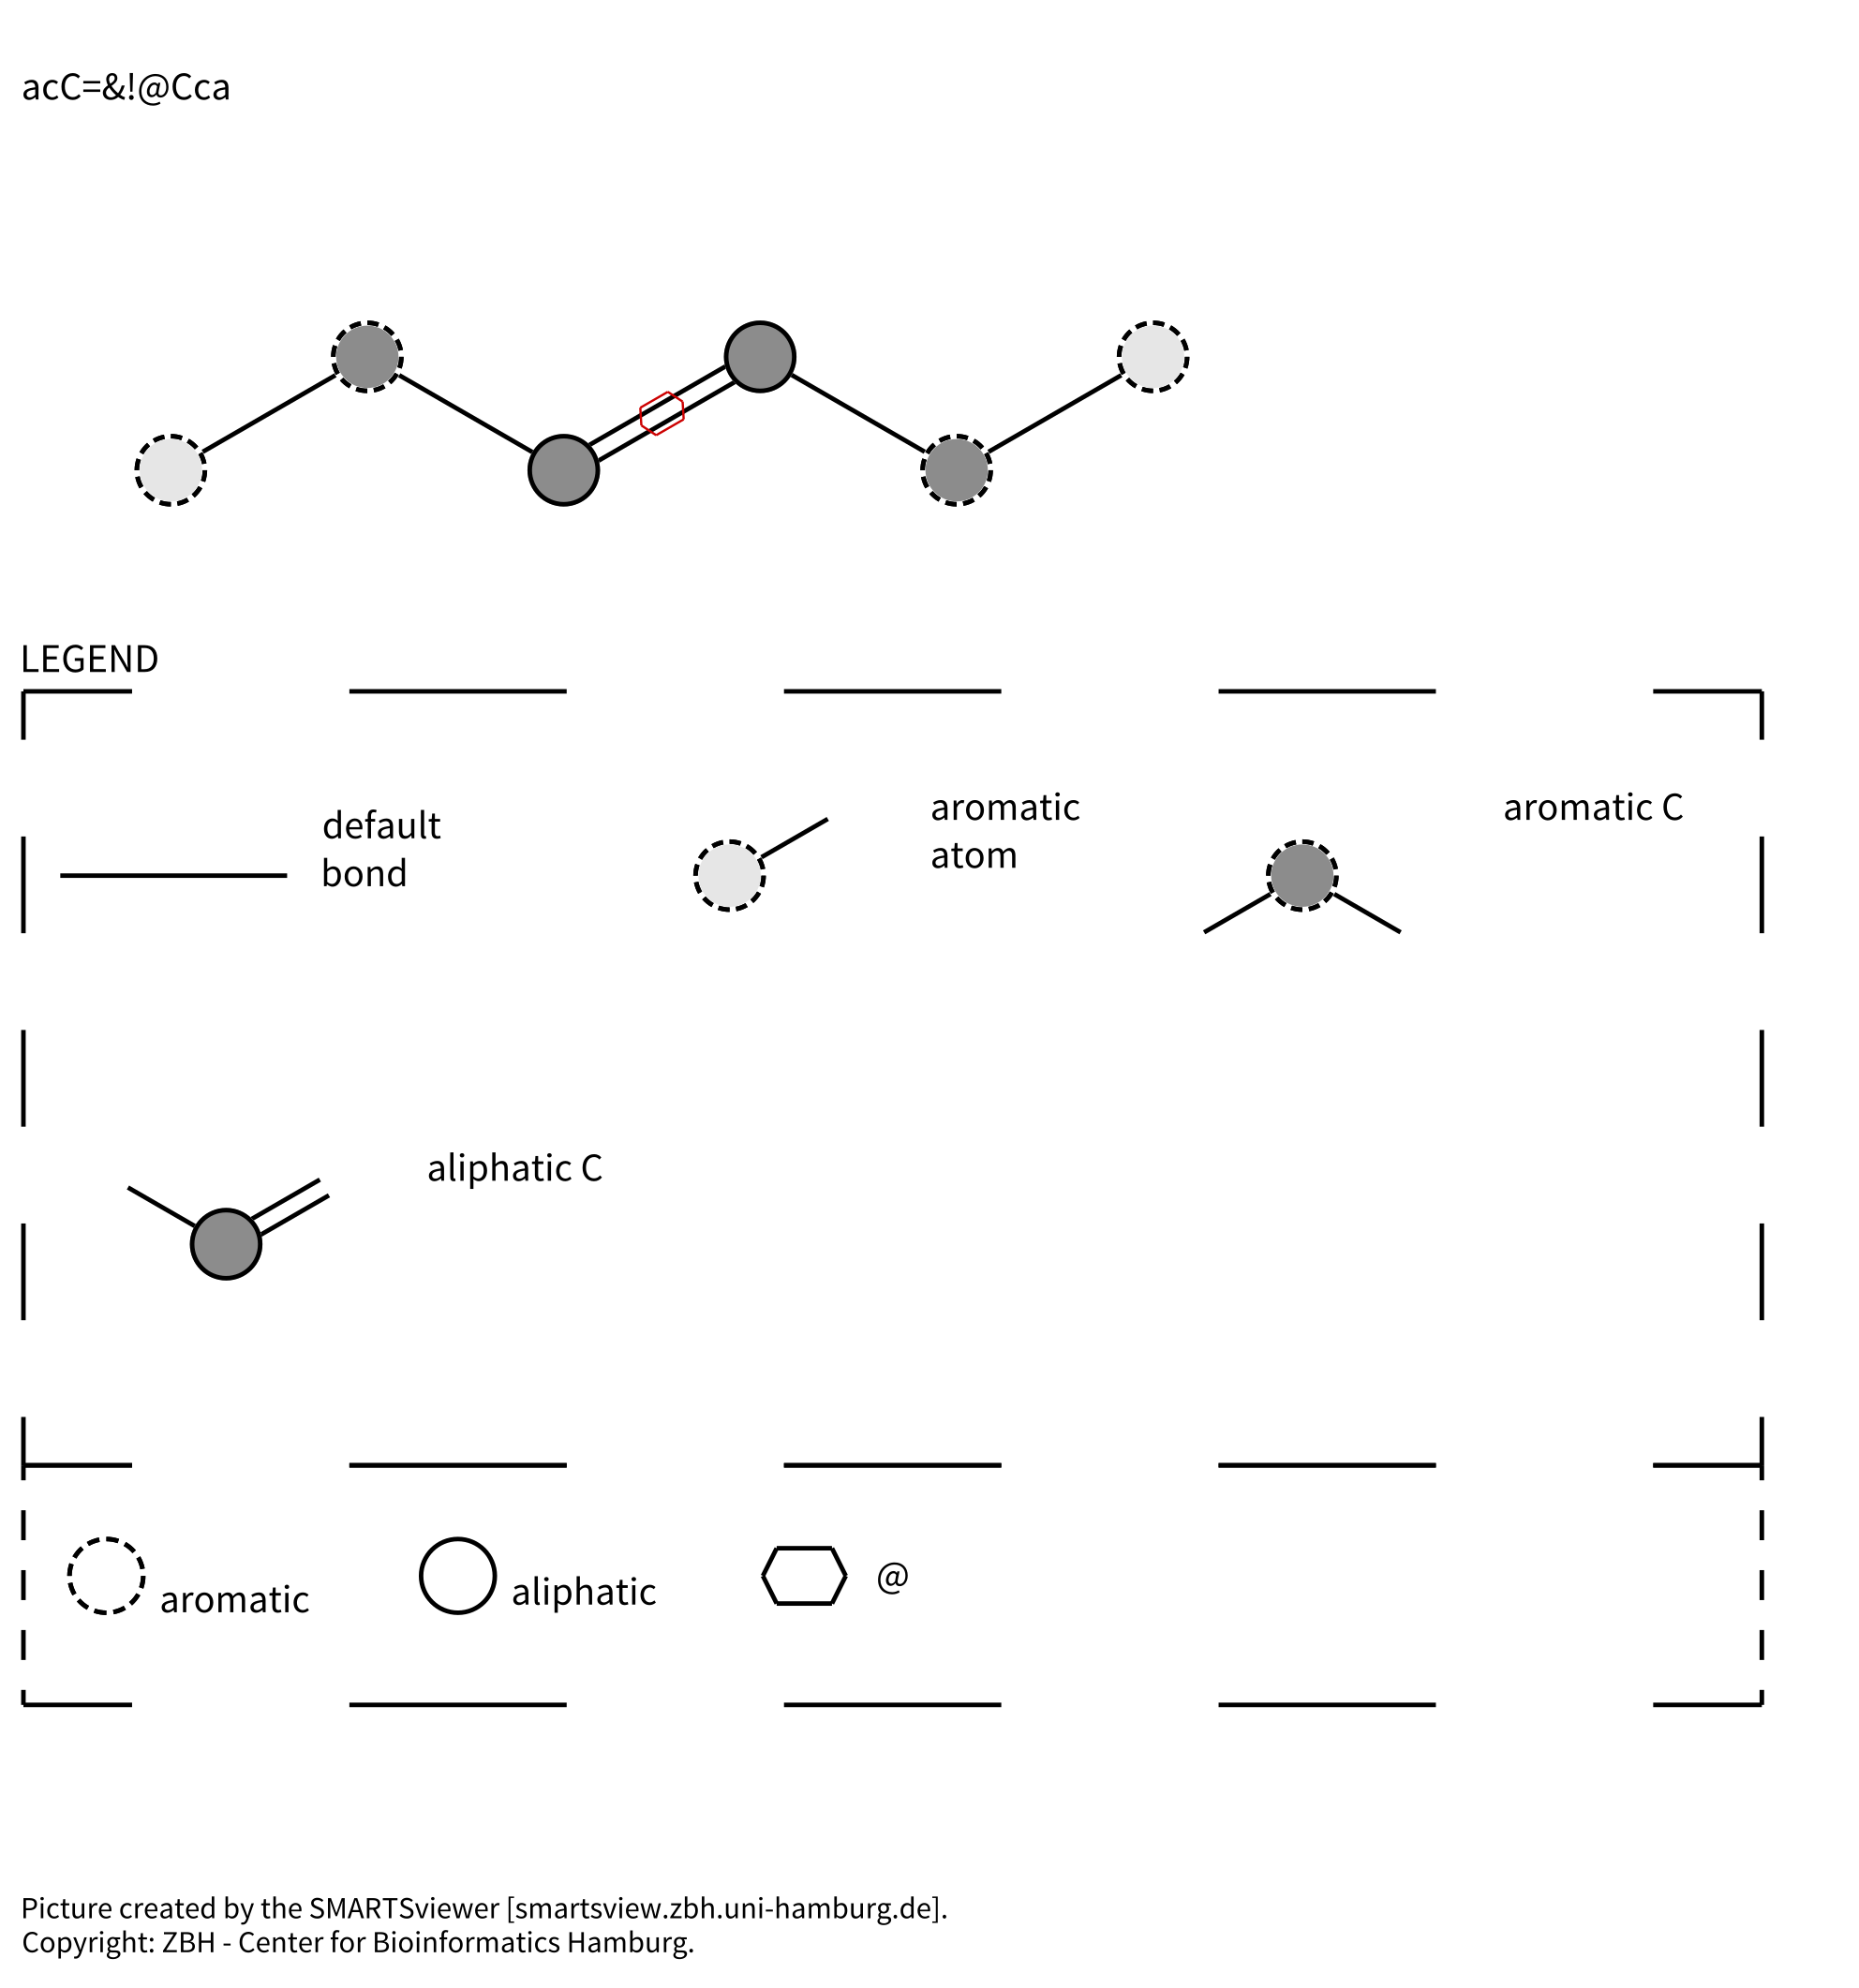 acC=&!@Cca
LEGEND
default
bond
aromatic
atom
aromatic C
aliphatic C
aromatic
aliphatic
@
Picture created by the SMARTSviewer [smartsview.zbh.uni-hamburg.de].
Copyright: ZBH - Center for Bioinformatics Hamburg.